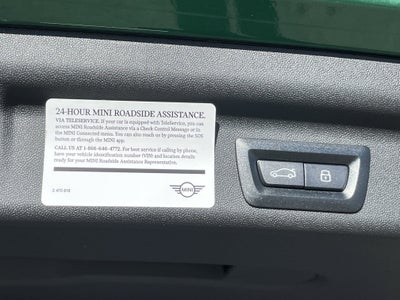 24-HOUR MINI ROADSIDE ASSISTANCE.
VIA TELESERVICE. If your car is equipped with TeleService, you can
access MINI Roadside Assistance via a Check Control Message or in
the MINI Connected menu. You can also reach us by pressing the SOS
button or through the MINI app.
CALL US AT 1-866-646-4772. For best service if calling by phone,
have your vehicle identification number (VIN) and location details
ready for your MINI Roadside Assistance Representative.
MINI